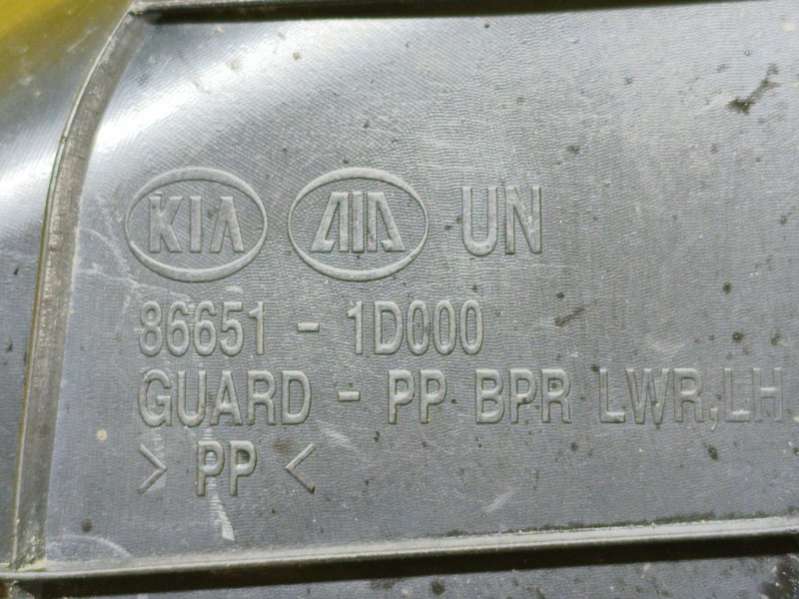 KIA UN
86651 - 1D000
GUARD - PP BPR LWR,LH
> PP <